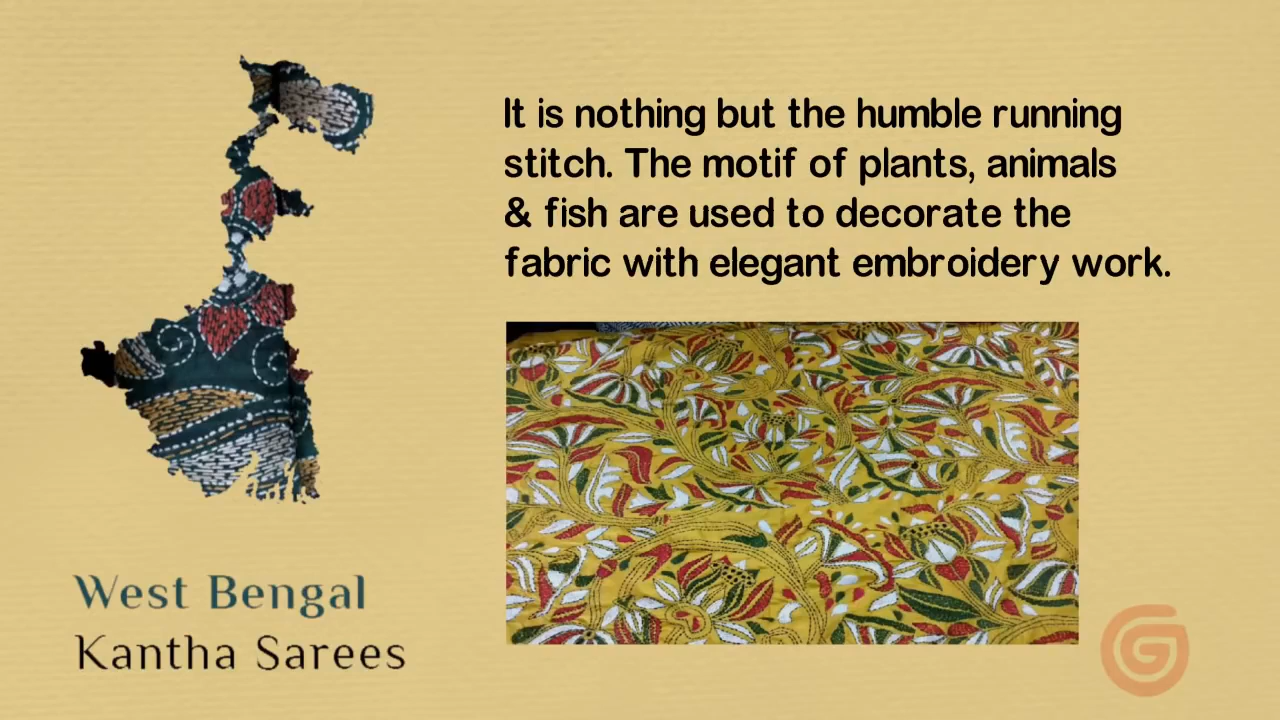 It is nothing but the humble running
stitch. The motif of plants, animals
& fish are used to decorate the
fabric with elegant embroidery work.
West Bengal
Kantha Sarees